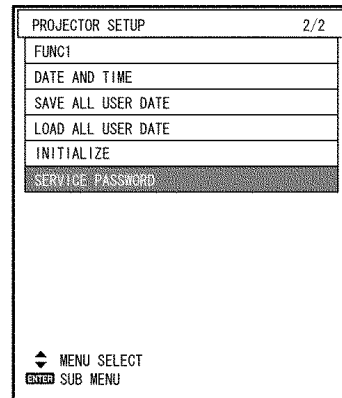 PROJECTOR SETUP 2/2
FUNC1
DATE AND TIME
SAVE ALL USER DATE
LOAD ALL USER DATE
INITIALIZE
SERVICE PASSWORD
MENU SELECT
ENTER SUB MENU